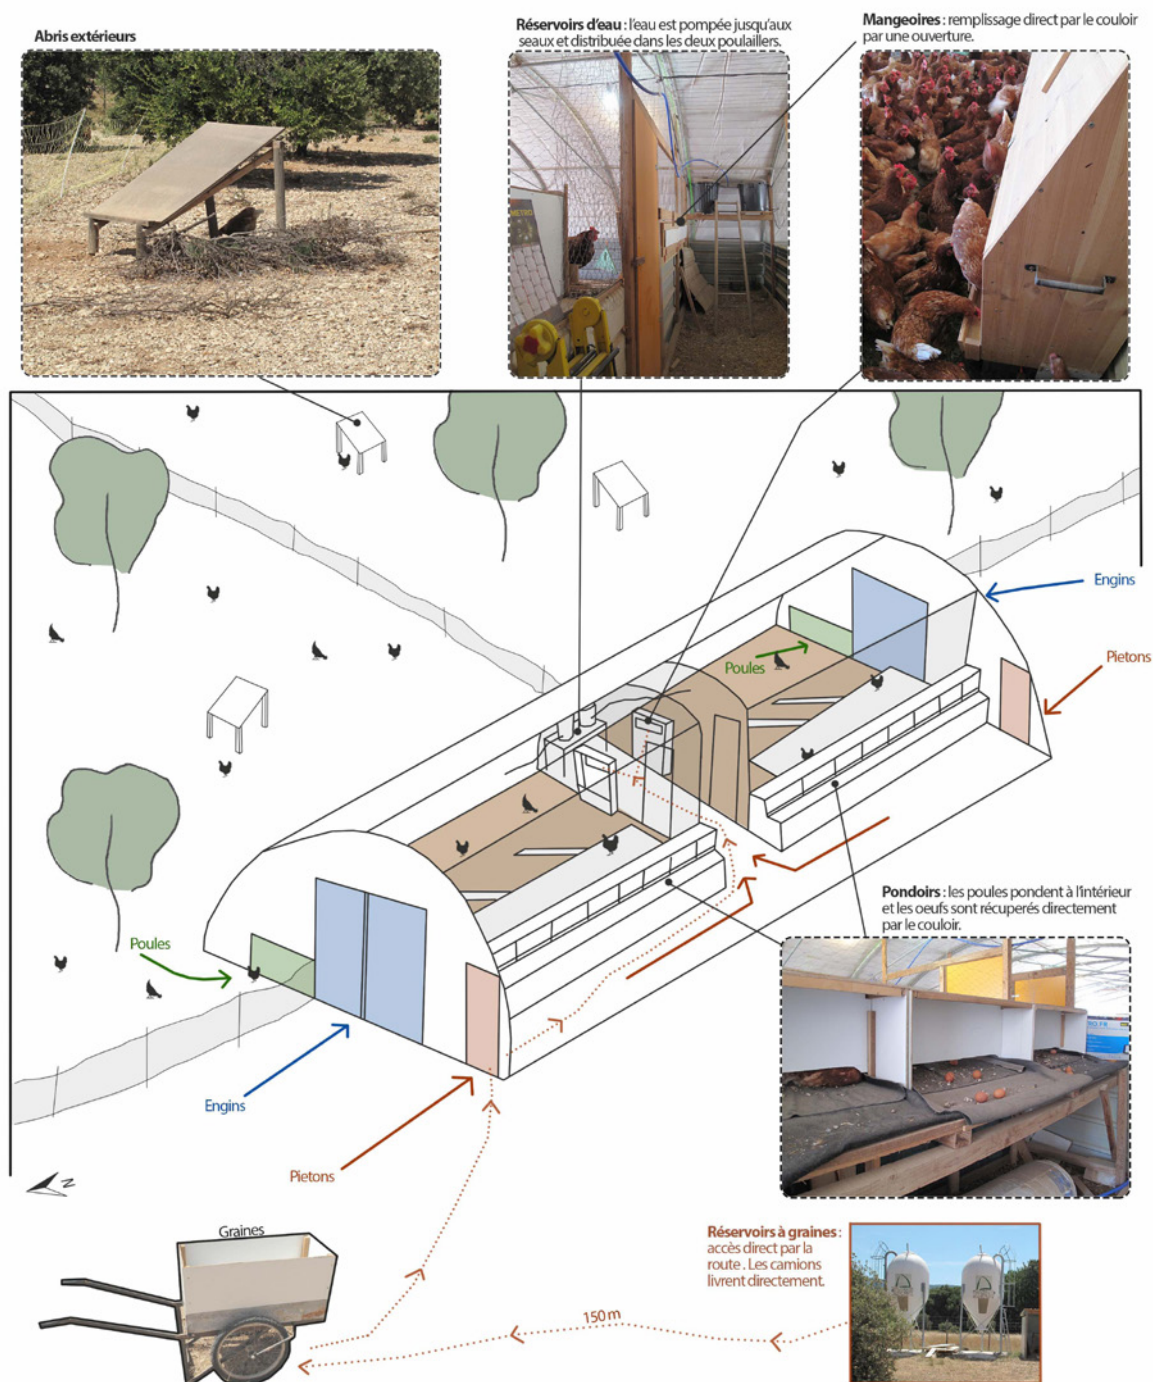 Abris extérieurs
Réservoirs d'eau : l'eau est pompée jusqu'aux
seaux et distribuée dans les deux poulaillers.
Mangeoires : remplissage direct par le couloir
par une ouverture.
METRO
Engins
Pietons
Poules
Pondoirs : les poules pondent à l'intérieur
et les oeufs sont récuperés directement
par le couloir.
Poules
Engins
Pietons
N
Graines
Réservoirs à graines :
accès direct par la
route . Les camions
livrent directement.
150 m